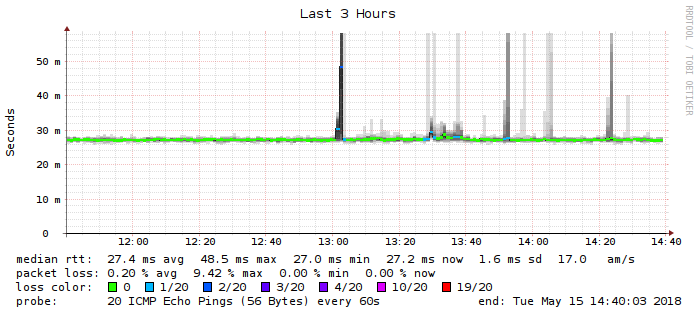 Last 3 Hours
RRDTOOL / TOBI OETIKER
Seconds
50 m
40 m
30 m
20 m
10 m
0
12:00 12:20 12:40 13:00 13:20 13:40 14:00 14:20 14:40
median rtt: 27.4 ms avg 48.5 ms max 27.0 ms min 27.2 ms now 1.6 ms sd 17.0 am/s
packet loss: 0.20 % avg 9.42 % max 0.00 % min 0.00 % now
loss color: 0 1/20 2/20 3/20 4/20 10/20 19/20
probe: 20 ICMP Echo Pings (56 Bytes) every 60s end: Tue May 15 14:40:03 2018